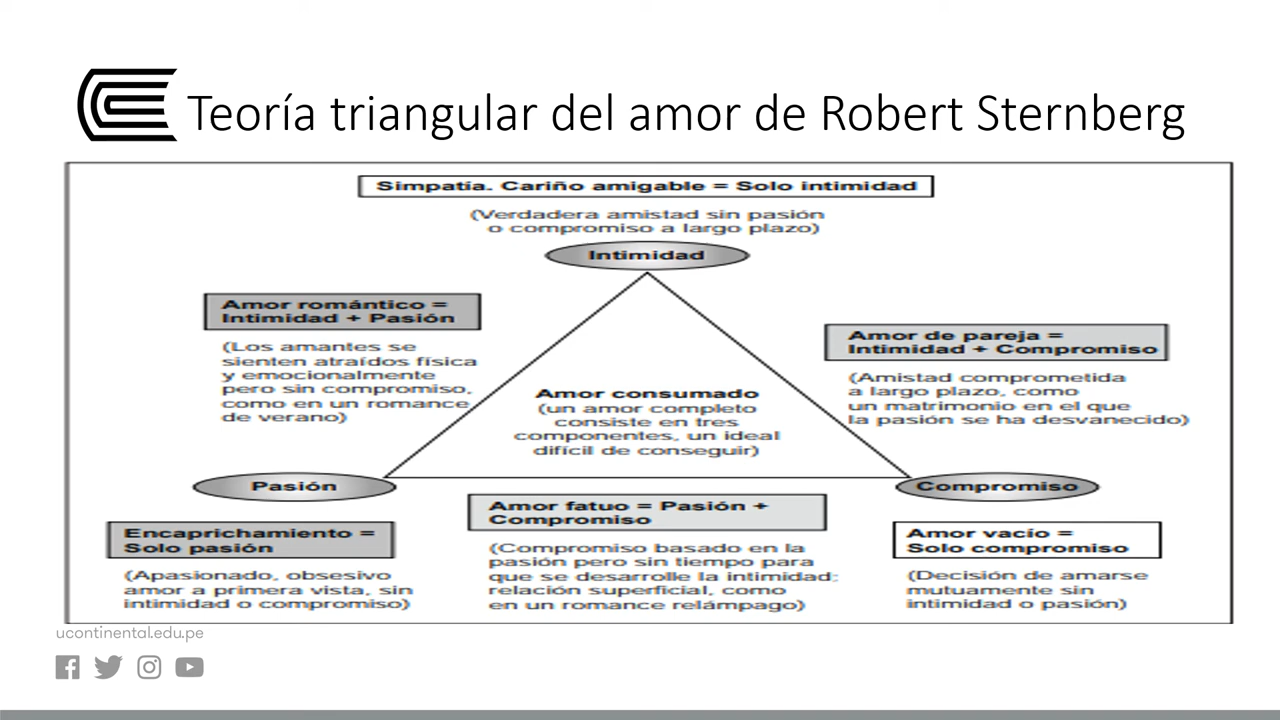 Teoría triangular del amor de Robert Sternberg
Simpatía. Cariño amigable = Solo intimidad
(Verdadera amistad sin pasión
o compromiso a largo plazo)
Intimidad
Amor romántico =
Intimidad + Pasión
(Los amantes se
sienten atraídos física
y emocionalmente
pero sin compromiso,
como en un romance
de verano)
Amor de pareja =
Intimidad + Compromiso
(Amistad comprometida
a largo plazo, como
un matrimonio en el que
la pasión se ha desvanecido)
Amor consumado
(un amor completo
consiste en tres
componentes, un ideal
difícil de conseguir)
Pasión
Compromiso
Encaprichamiento =
Solo pasión
(Apasionado, obsesivo
amor a primera vista, sin
intimidad o compromiso)
Amor fatuo = Pasión +
Compromiso
(Compromiso basado en la
pasión pero sin tiempo para
que se desarrolle la intimidad;
relación superficial, como
en un romance relámpago)
Amor vacío =
Solo compromiso
(Decisión de amarse
mutuamente sin
intimidad o pasión)
ucontinental.edu.pe